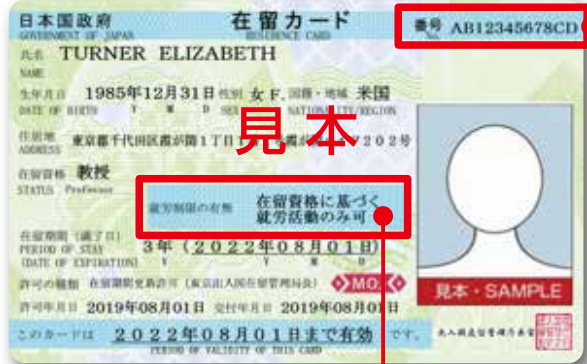 日本国政府 在留カード 番号 AB12345678CD
GOVERNMENT OF JAPAN RESIDENCE CARD No.
氏名 TURNER ELIZABETH
NAME
生年月日 1985年12月31日 性別 女 F. 国籍・地域 米国
DATE OF BIRTH Y M D SEX NATIONALITY/REGION
住居地 東京都千代田区霞が関1丁目1 202号
ADDRESS
見本
在留資格 教授
STATUS Professor
就労制限の有無 在留資格に基づく
就労活動のみ可
在留期間(満了日) 3年(2022年08月01日)
PERIOD OF STAY
(DATE OF EXPIRATION) Y M D
許可の種類 在留期間更新許可(東京出入国在留管理局長) MOJ
見本・SAMPLE
許可年月日 2019年08月01日 交付年月日 2019年08月01日
このカードは 2022年08月01日まで有効 です。
PERIOD OF VALIDITY OF THIS CARD
出入国在留管理庁長官